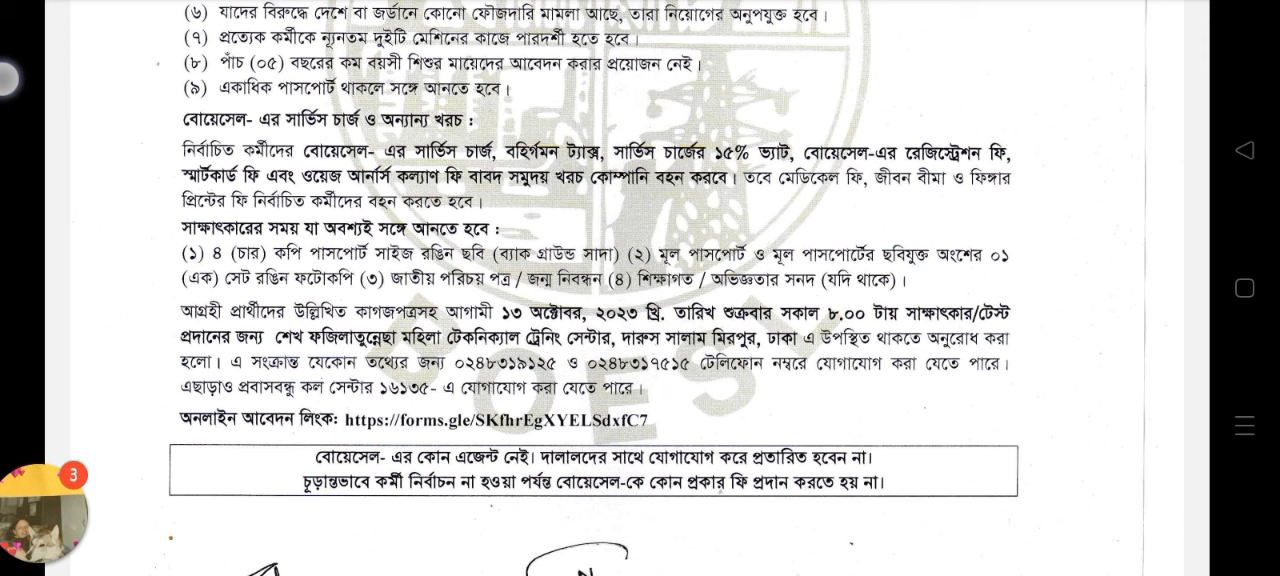 (৬) যাদের বিরুদ্ধে দেশে বা জর্ডানে কোনো ফৌজদারি মামলা আছে, তারা নিয়োগের অনুপযুক্ত হবে।
(৭) প্রত্যেক কর্মীকে ন্যূনতম দুইটি মেশিনের কাজে পারদর্শী হতে হবে।
(৮) পাঁচ (০৫) বছরের কম বয়সী শিশুর মায়েদের আবেদন করার প্রয়োজন নেই।
(৯) একাধিক পাসপোর্ট থাকলে সঙ্গে আনতে হবে।
বোয়েসেল- এর সার্ভিস চার্জ ও অন্যান্য খরচ :
নির্বাচিত কর্মীদের বোয়েসেল- এর সার্ভিস চার্জ, বহির্গমন ট্যাক্স, সার্ভিস চার্জের ১৫% ভ্যাট, বোয়েসেল-এর রেজিস্ট্রেশন ফি,
স্মার্টকার্ড ফি এবং ওয়েজ আর্নার্স কল্যাণ ফি বাবদ সমুদয় খরচ কোম্পানি বহন করবে। তবে মেডিকেল ফি, জীবন বীমা ও ফিঙ্গার
প্রিন্টের ফি নির্বাচিত কর্মীদের বহন করতে হবে।
সাক্ষাৎকারের সময় যা অবশ্যই সঙ্গে আনতে হবে :
(১) ৪ (চার) কপি পাসপোর্ট সাইজ রঙিন ছবি (ব্যাক গ্রাউন্ড সাদা) (২) মূল পাসপোর্ট ও মূল পাসপোর্টের ছবিযুক্ত অংশের ০১
(এক) সেট রঙিন ফটোকপি (৩) জাতীয় পরিচয় পত্র / জন্ম নিবন্ধন (৪) শিক্ষাগত / অভিজ্ঞতার সনদ (যদি থাকে)।
আগ্রহী প্রার্থীদের উল্লিখিত কাগজপত্রসহ আগামী ১৩ অক্টোবর, ২০২৩ খ্রি. তারিখ শুক্রবার সকাল ৮.০০ টায় সাক্ষাৎকার/টেস্ট
প্রদানের জন্য শেখ ফজিলাতুন্নেছা মহিলা টেকনিক্যাল ট্রেনিং সেন্টার, দারুস সালাম মিরপুর, ঢাকা এ উপস্থিত থাকতে অনুরোধ করা
হলো। এ সংক্রান্ত যেকোন তথ্যের জন্য ০২৪৮৩১৯১২৫ ও ০২৪৮৩১৭৫১৫ টেলিফোন নম্বরে যোগাযোগ করা যেতে পারে।
এছাড়াও প্রবাসবন্ধু কল সেন্টার ১৬১৩৫- এ যোগাযোগ করা যেতে পারে।
অনলাইন আবেদন লিংক: https://forms.gle/SKfhrEgXYELSdxfC7
বোয়েসেল- এর কোন এজেন্ট নেই। দালালদের সাথে যোগাযোগ করে প্রতারিত হবেন না।
চূড়ান্তভাবে কর্মী নির্বাচন না হওয়া পর্যন্ত বোয়েসেল-কে কোন প্রকার ফি প্রদান করতে হয় না।
3
BOESL